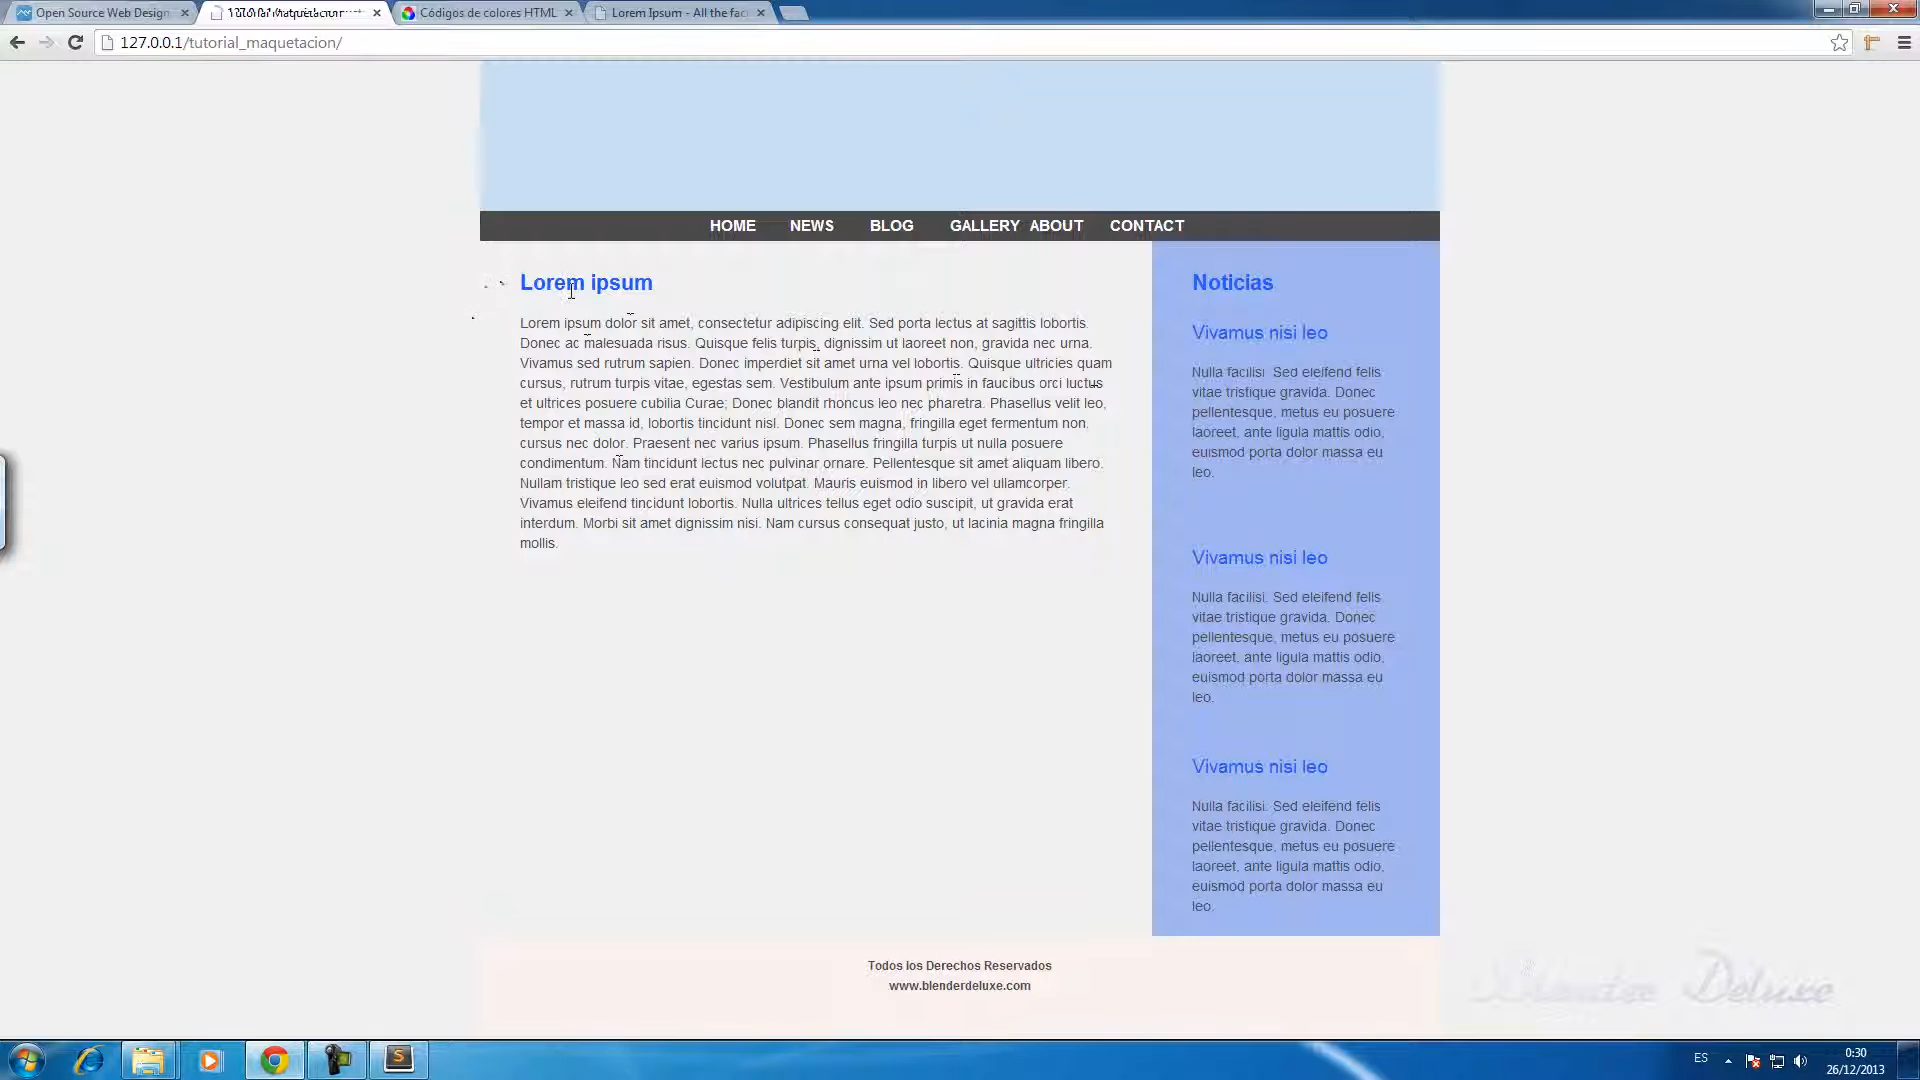 Open Source Web Design
Códigos de colores HTML
Lorem Ipsum - All the fac
127.0.0.1/tutorial_maquetacion/
HOME NEWS BLOG GALLERY ABOUT CONTACT
Lorem ipsum
Lorem ipsum dolor sit amet, consectetur adipiscing elit. Sed porta lectus at sagittis lobortis.
Donec ac malesuada risus. Quisque felis turpis, dignissim ut laoreet non, gravida nec urna.
Vivamus sed rutrum sapien. Donec imperdiet sit amet urna vel lobortis. Quisque ultricies quam
cursus, rutrum turpis vitae, egestas sem. Vestibulum ante ipsum primis in faucibus orci luctus
et ultrices posuere cubilia Curae; Donec blandit rhoncus leo nec pharetra. Phasellus velit leo,
tempor et massa id, lobortis tincidunt nisl. Donec sem magna, fringilla eget fermentum non,
cursus nec dolor. Praesent nec varius ipsum. Phasellus fringilla turpis ut nulla posuere
condimentum. Nam tincidunt lectus nec pulvinar ornare. Pellentesque sit amet aliquam libero.
Nullam tristique leo sed erat euismod volutpat. Mauris euismod in libero vel ullamcorper.
Vivamus eleifend tincidunt lobortis. Nulla ultrices tellus eget odio suscipit, ut gravida erat
interdum. Morbi sit amet dignissim nisi. Nam cursus consequat justo, ut lacinia magna fringilla
mollis.
Noticias
Vivamus nisi leo
Nulla facilisi. Sed eleifend felis
vitae tristique gravida. Donec
pellentesque, metus eu posuere
laoreet, ante ligula mattis odio,
euismod porta dolor massa eu
leo.
Vivamus nisi leo
Nulla facilisi. Sed eleifend felis
vitae tristique gravida. Donec
pellentesque, metus eu posuere
laoreet, ante ligula mattis odio,
euismod porta dolor massa eu
leo.
Vivamus nisi leo
Nulla facilisi. Sed eleifend felis
vitae tristique gravida. Donec
pellentesque, metus eu posuere
laoreet, ante ligula mattis odio,
euismod porta dolor massa eu
leo.
Todos los Derechos Reservados
www.blenderdeluxe.com
Blender Deluxe
ES
0:30
26/12/2013